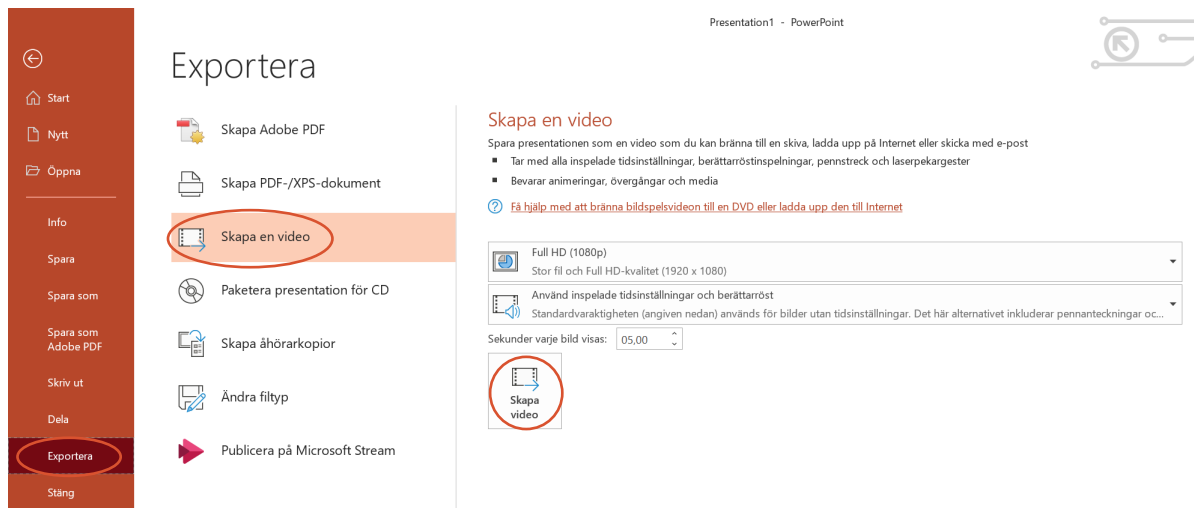 Presentation1 - PowerPoint
Start
Nytt
Öppna
Info
Spara
Spara som
Spara som
Adobe PDF
Skriv ut
Dela
Exportera
Stäng
Exportera
Skapa Adobe PDF
Skapa PDF-/XPS-dokument
Skapa en video
Paketera presentation för CD
Skapa åhörarkopior
Ändra filtyp
Publicera på Microsoft Stream
Skapa en video
Spara presentationen som en video som du kan bränna till en skiva, ladda upp på Internet eller skicka med e-post
Tar med alla inspelade tidsinställningar, berättarröstinspelningar, pennstreck och laserpekargester
Bevarar animeringar, övergångar och media
Få hjälp med att bränna bildspelsvideon till en DVD eller ladda upp den till Internet
Full HD (1080p)
Stor fil och Full HD-kvalitet (1920 x 1080)
Använd inspelade tidsinställningar och berättarröst
Standardvaraktigheten (angiven nedan) används för bilder utan tidsinställningar. Det här alternativet inkluderar pennanteckningar oc...
Sekunder varje bild visas: 05,00
Skapa
video